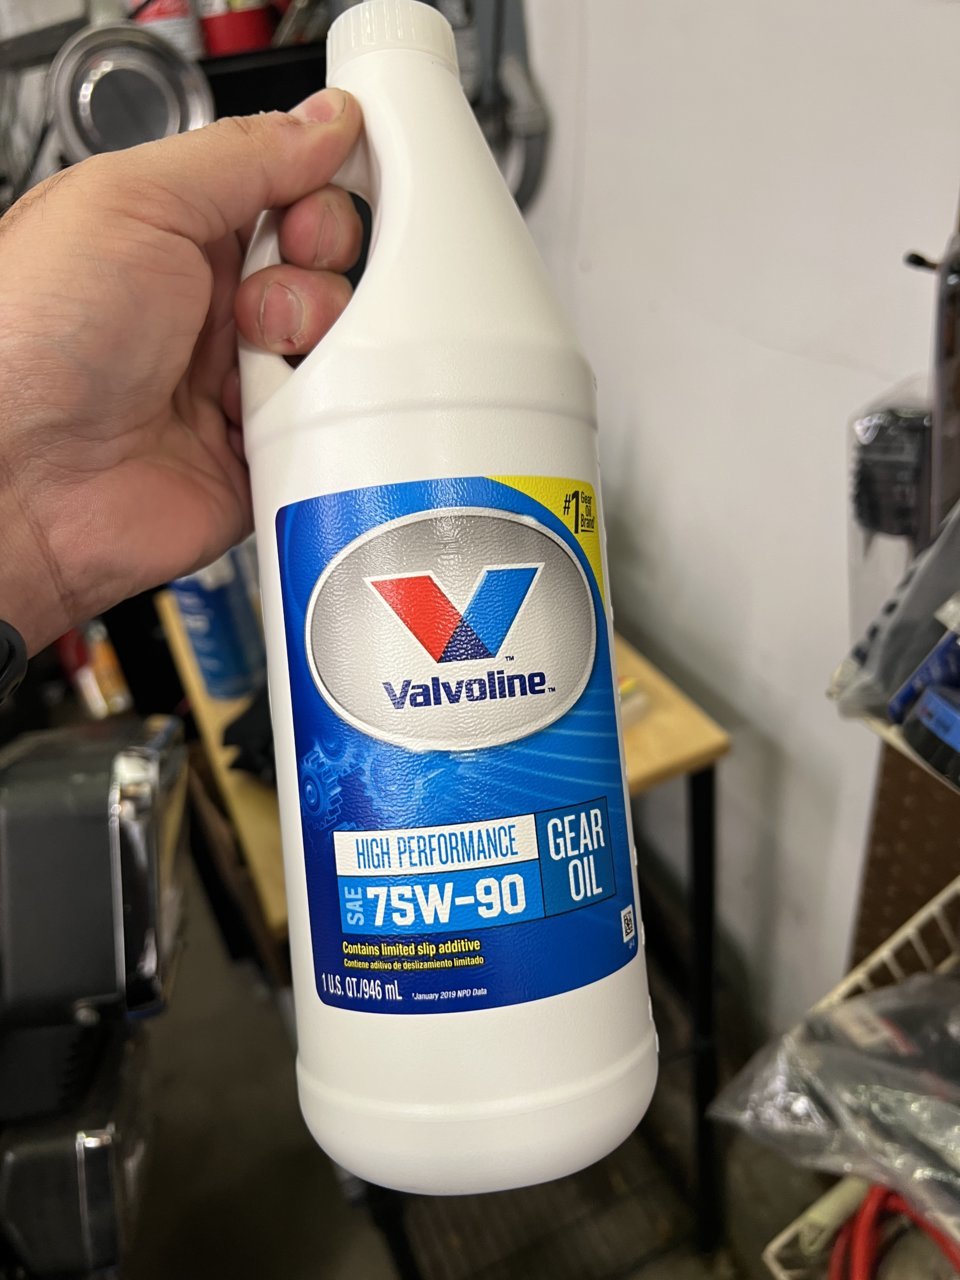 #1 Gear
Oil
Brand*
Valvoline™
HIGH PERFORMANCE
SAE 75W-90
GEAR
OIL
Contains limited slip additive
Contiene aditivo de deslizamiento limitado
1 U.S. QT./946 mL
*January 2019 NPD Data